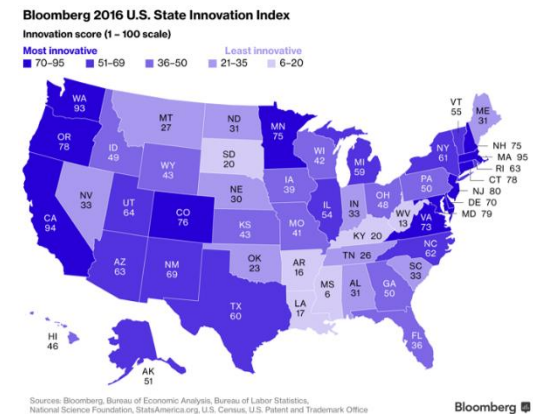 Bloomberg 2016 U.S. State Innovation Index
Innovation score (1 – 100 scale)
Most innovative
Least innovative
70–95
51–69
36–50
21–35
6–20
WA
93
OR
78
CA
94
ID
49
NV
33
MT
27
WY
43
UT
64
AZ
63
CO
76
NM
69
ND
31
SD
20
NE
30
KS
43
OK
23
TX
60
MN
75
IA
39
MO
41
AR
16
LA
17
WI
42
IL
54
MI
59
IN
33
OH
48
KY 20
TN 26
MS
6
AL
31
GA
50
FL
36
SC
33
NC
62
VA
73
WV
13
PA
50
NY
61
VT
55
ME
31
NH 75
MA 95
RI 63
CT 78
NJ 80
DE 70
MD 79
HI
46
AK
51
Sources: Bloomberg, Bureau of Economic Analysis, Bureau of Labor Statistics,
National Science Foundation, StatsAmerica.org, U.S. Census, U.S. Patent and Trademark Office
Bloomberg